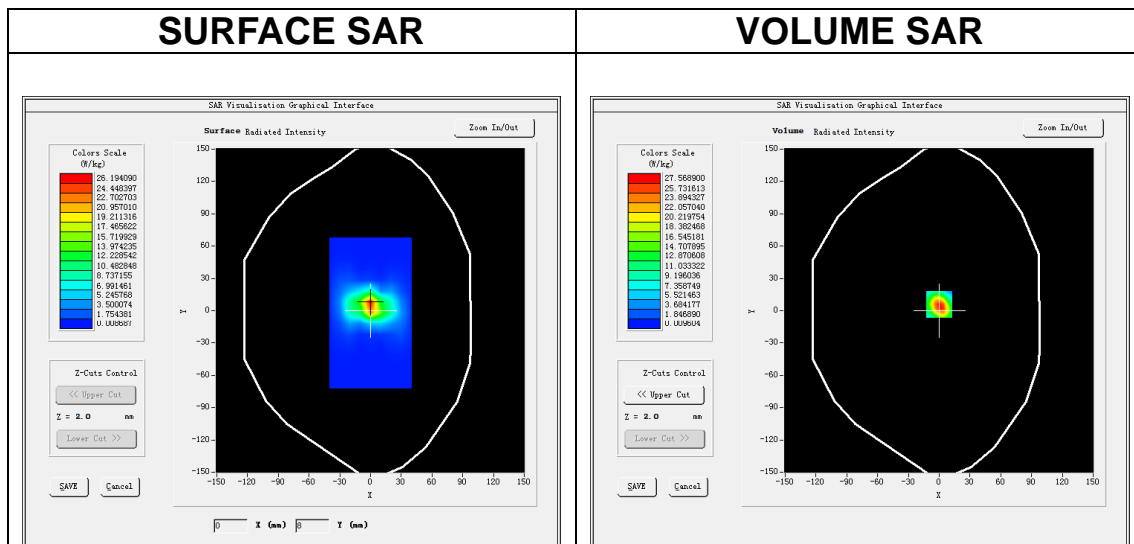 SURFACE SAR
SAR Visualisation Graphical Interface
Surface Radiated Intensity
Zoom In/Out
Colors Scale
(W/kg)
26.194090
24.448397
22.702703
20.957010
19.211316
17.465622
15.719929
13.974235
12.228542
10.482848
8.737155
6.991461
5.245768
3.500074
1.754381
0.008687
Z-Cuts Control
<< Upper Cut
Z = 2.0 mm
Lower Cut >>
SAVE Cancel
150
120
90
60
30
0
-30
-60
-90
-120
-150
Y
-150 -120 -90 -60 -30 0 30 60 90 120 150
X
0 X (mm) 8 Y (mm)
VOLUME SAR
SAR Visualisation Graphical Interface
Volume Radiated Intensity
Zoom In/Out
Colors Scale
(W/kg)
27.568900
25.731613
23.894327
22.057040
20.219754
18.382468
16.545181
14.707895
12.870608
11.033322
9.196036
7.358749
5.521463
3.684177
1.846890
0.009604
Z-Cuts Control
<< Upper Cut
Z = 2.0 mm
Lower Cut >>
SAVE Cancel
150
120
90
60
30
0
-30
-60
-90
-120
-150
Y
-150 -120 -90 -60 -30 0 30 60 90 120 150
X